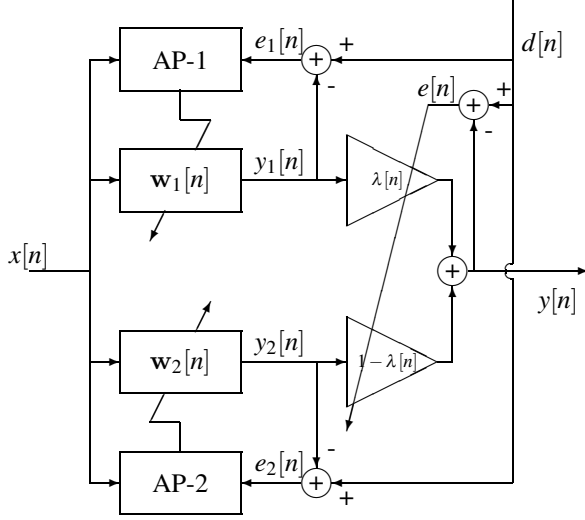 AP-1
e₁[n]
+
+
d[n]
-
e[n]
+
+
-
w₁[n]
y₁[n]
λ[n]
x[n]
+
y[n]
w₂[n]
y₂[n]
1 − λ[n]
-
AP-2
e₂[n]
+
+